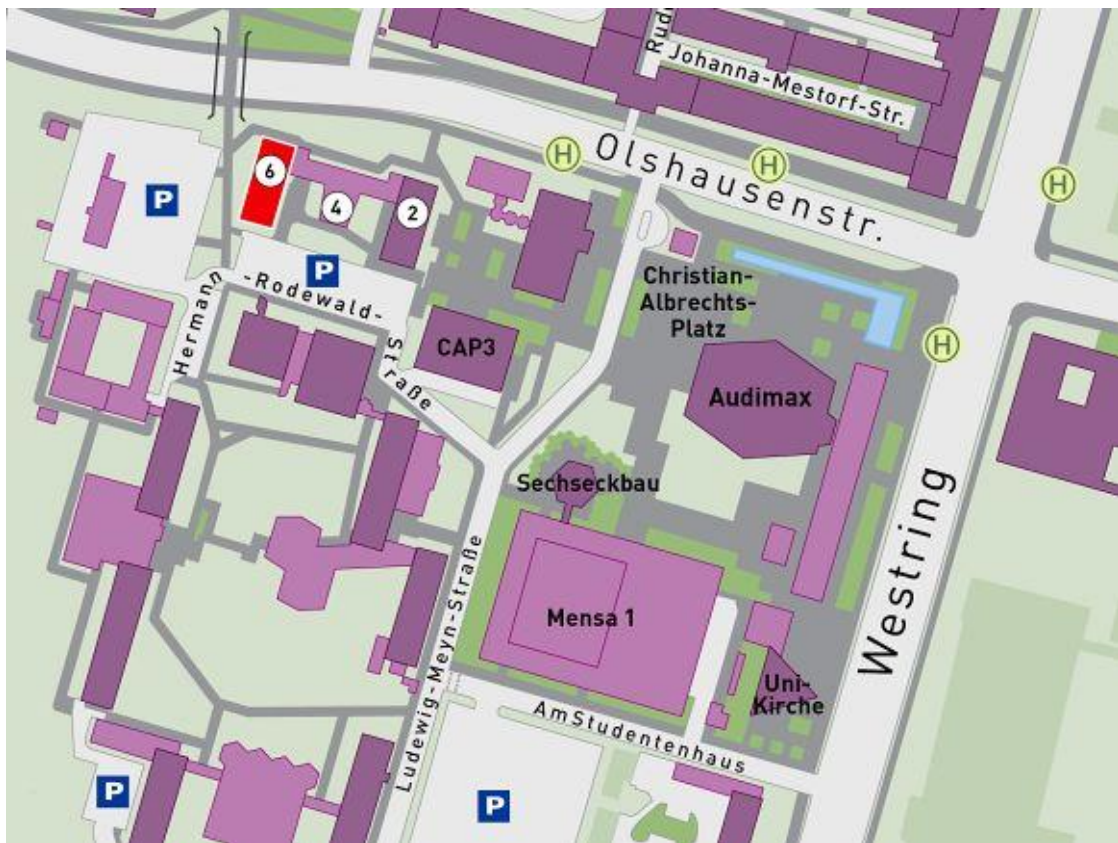 Rud
Johanna-Mestorf-Str.
Olshausenstr.
H
H
H
H
P
6
4
2
P
Hermann
-Rodewald-
Straße
Christian-
Albrechts-
Platz
CAP3
Audimax
Sechseckbau
Mensa 1
Westring
Uni-
Kirche
Ludewig-Meyn-Straße
Am Studentenhaus
P
P